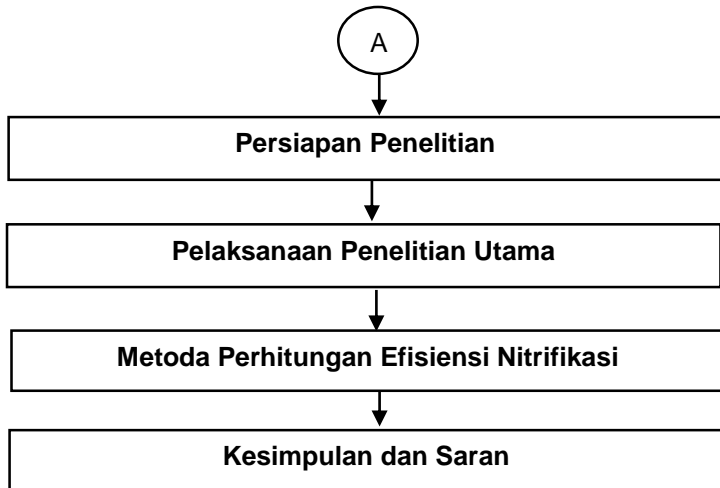 A
Persiapan Penelitian
Pelaksanaan Penelitian Utama
Metoda Perhitungan Efisiensi Nitrifikasi
Kesimpulan dan Saran